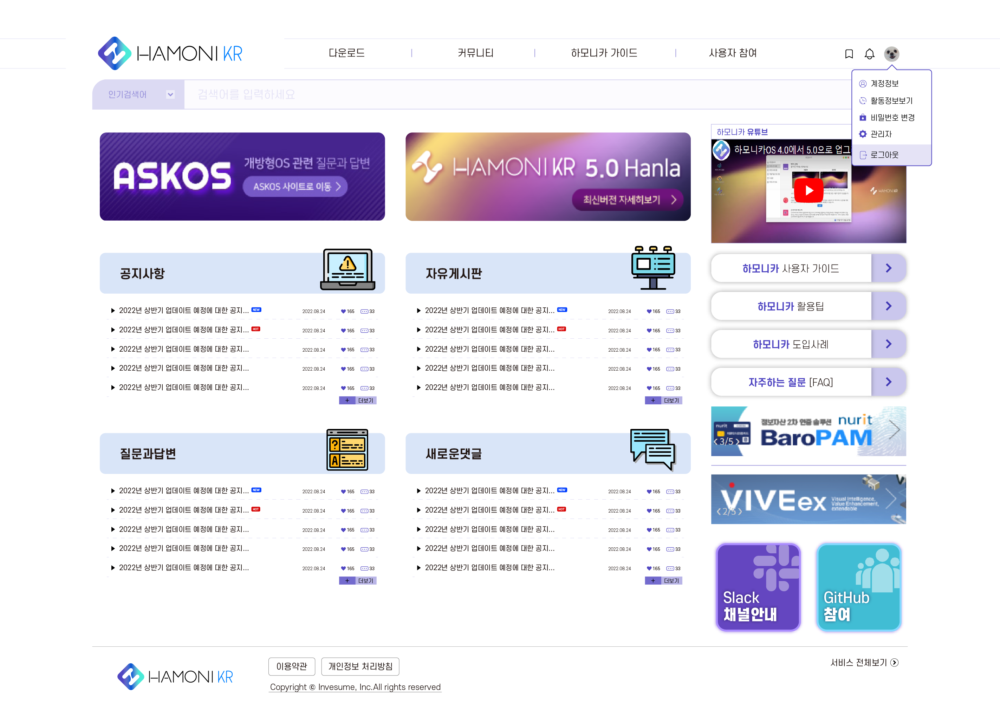 HAMONI KR
다운로드
커뮤니티
하모니카 가이드
사용자 참여
계정정보
활동정보보기
비밀번호 변경
관리자
로그아웃
인기검색어
검색어를 입력하세요
ASKOS
개방형OS 관련 질문과 답변
ASKOS 사이트로 이동
HAMONI KR 5.0 Hanla
최신버전 자세히보기
하모니카 유튜브
하모니카OS 4.0에서 5.0으로 업그
HAMONI KR
공지사항
2022년 상반기 업데이트 예정에 대한 공지... NEW 2022.08.24 165 33
2022년 상반기 업데이트 예정에 대한 공지... HOT 2022.08.24 165 33
2022년 상반기 업데이트 예정에 대한 공지... 2022.08.24 165 33
2022년 상반기 업데이트 예정에 대한 공지... 2022.08.24 165 33
2022년 상반기 업데이트 예정에 대한 공지... 2022.08.24 165 33
+ 더보기
자유게시판
2022년 상반기 업데이트 예정에 대한 공지... NEW 2022.08.24 165 33
2022년 상반기 업데이트 예정에 대한 공지... HOT 2022.08.24 165 33
2022년 상반기 업데이트 예정에 대한 공지... 2022.08.24 165 33
2022년 상반기 업데이트 예정에 대한 공지... 2022.08.24 165 33
2022년 상반기 업데이트 예정에 대한 공지... 2022.08.24 165 33
+ 더보기
하모니카 사용자 가이드
하모니카 활용팁
하모니카 도입사례
자주하는 질문 [FAQ]
정보자산 2차 인증 솔루션 nurit
BaroPAM
nurit
3/5
VIVEex
Visual Intelligence,
Value Enhancement,
extendable
2/5
질문과답변
? A
2022년 상반기 업데이트 예정에 대한 공지... NEW 2022.08.24 165 33
2022년 상반기 업데이트 예정에 대한 공지... HOT 2022.08.24 165 33
2022년 상반기 업데이트 예정에 대한 공지... 2022.08.24 165 33
2022년 상반기 업데이트 예정에 대한 공지... 2022.08.24 165 33
2022년 상반기 업데이트 예정에 대한 공지... 2022.08.24 165 33
+ 더보기
새로운댓글
2022년 상반기 업데이트 예정에 대한 공지... NEW 2022.08.24 165 33
2022년 상반기 업데이트 예정에 대한 공지... HOT 2022.08.24 165 33
2022년 상반기 업데이트 예정에 대한 공지... 2022.08.24 165 33
2022년 상반기 업데이트 예정에 대한 공지... 2022.08.24 165 33
2022년 상반기 업데이트 예정에 대한 공지... 2022.08.24 165 33
+ 더보기
Slack
채널안내
GitHub
참여
HAMONI KR
이용약관
개인정보 처리방침
Copyright © Invesume, Inc.All rights reserved
서비스 전체보기